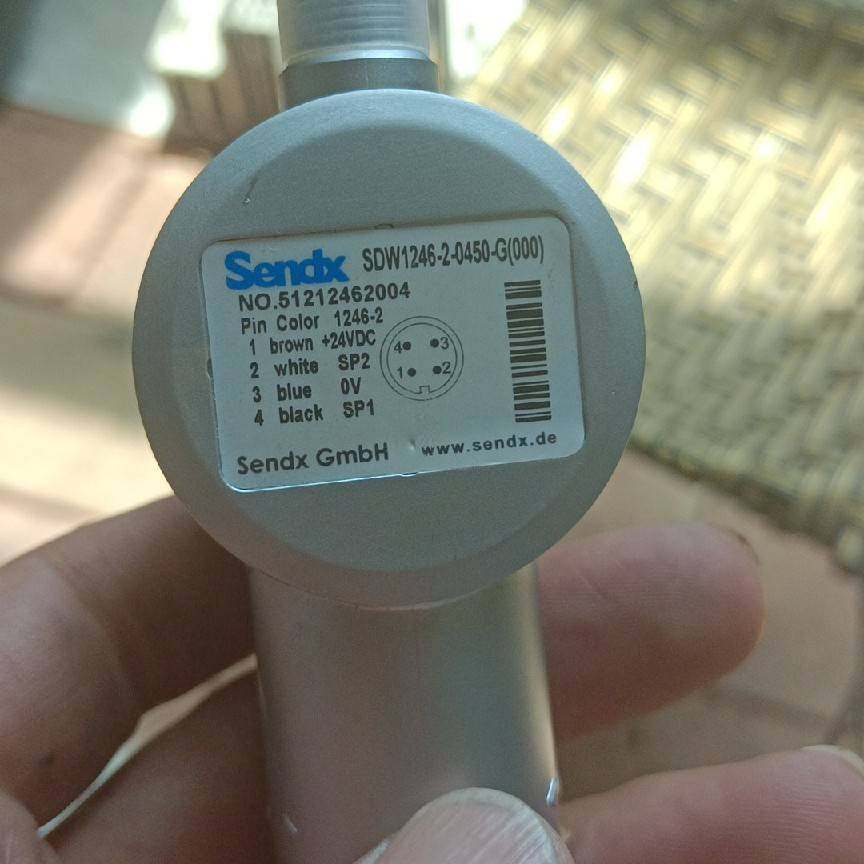 Sendx SDW1246-2-0450-G(000)
NO.51212462004
Pin Color 1246-2
1 brown +24VDC
2 white SP2
3 blue 0V
4 black SP1
4 3
1 2
Sendx GmbH www.sendx.de